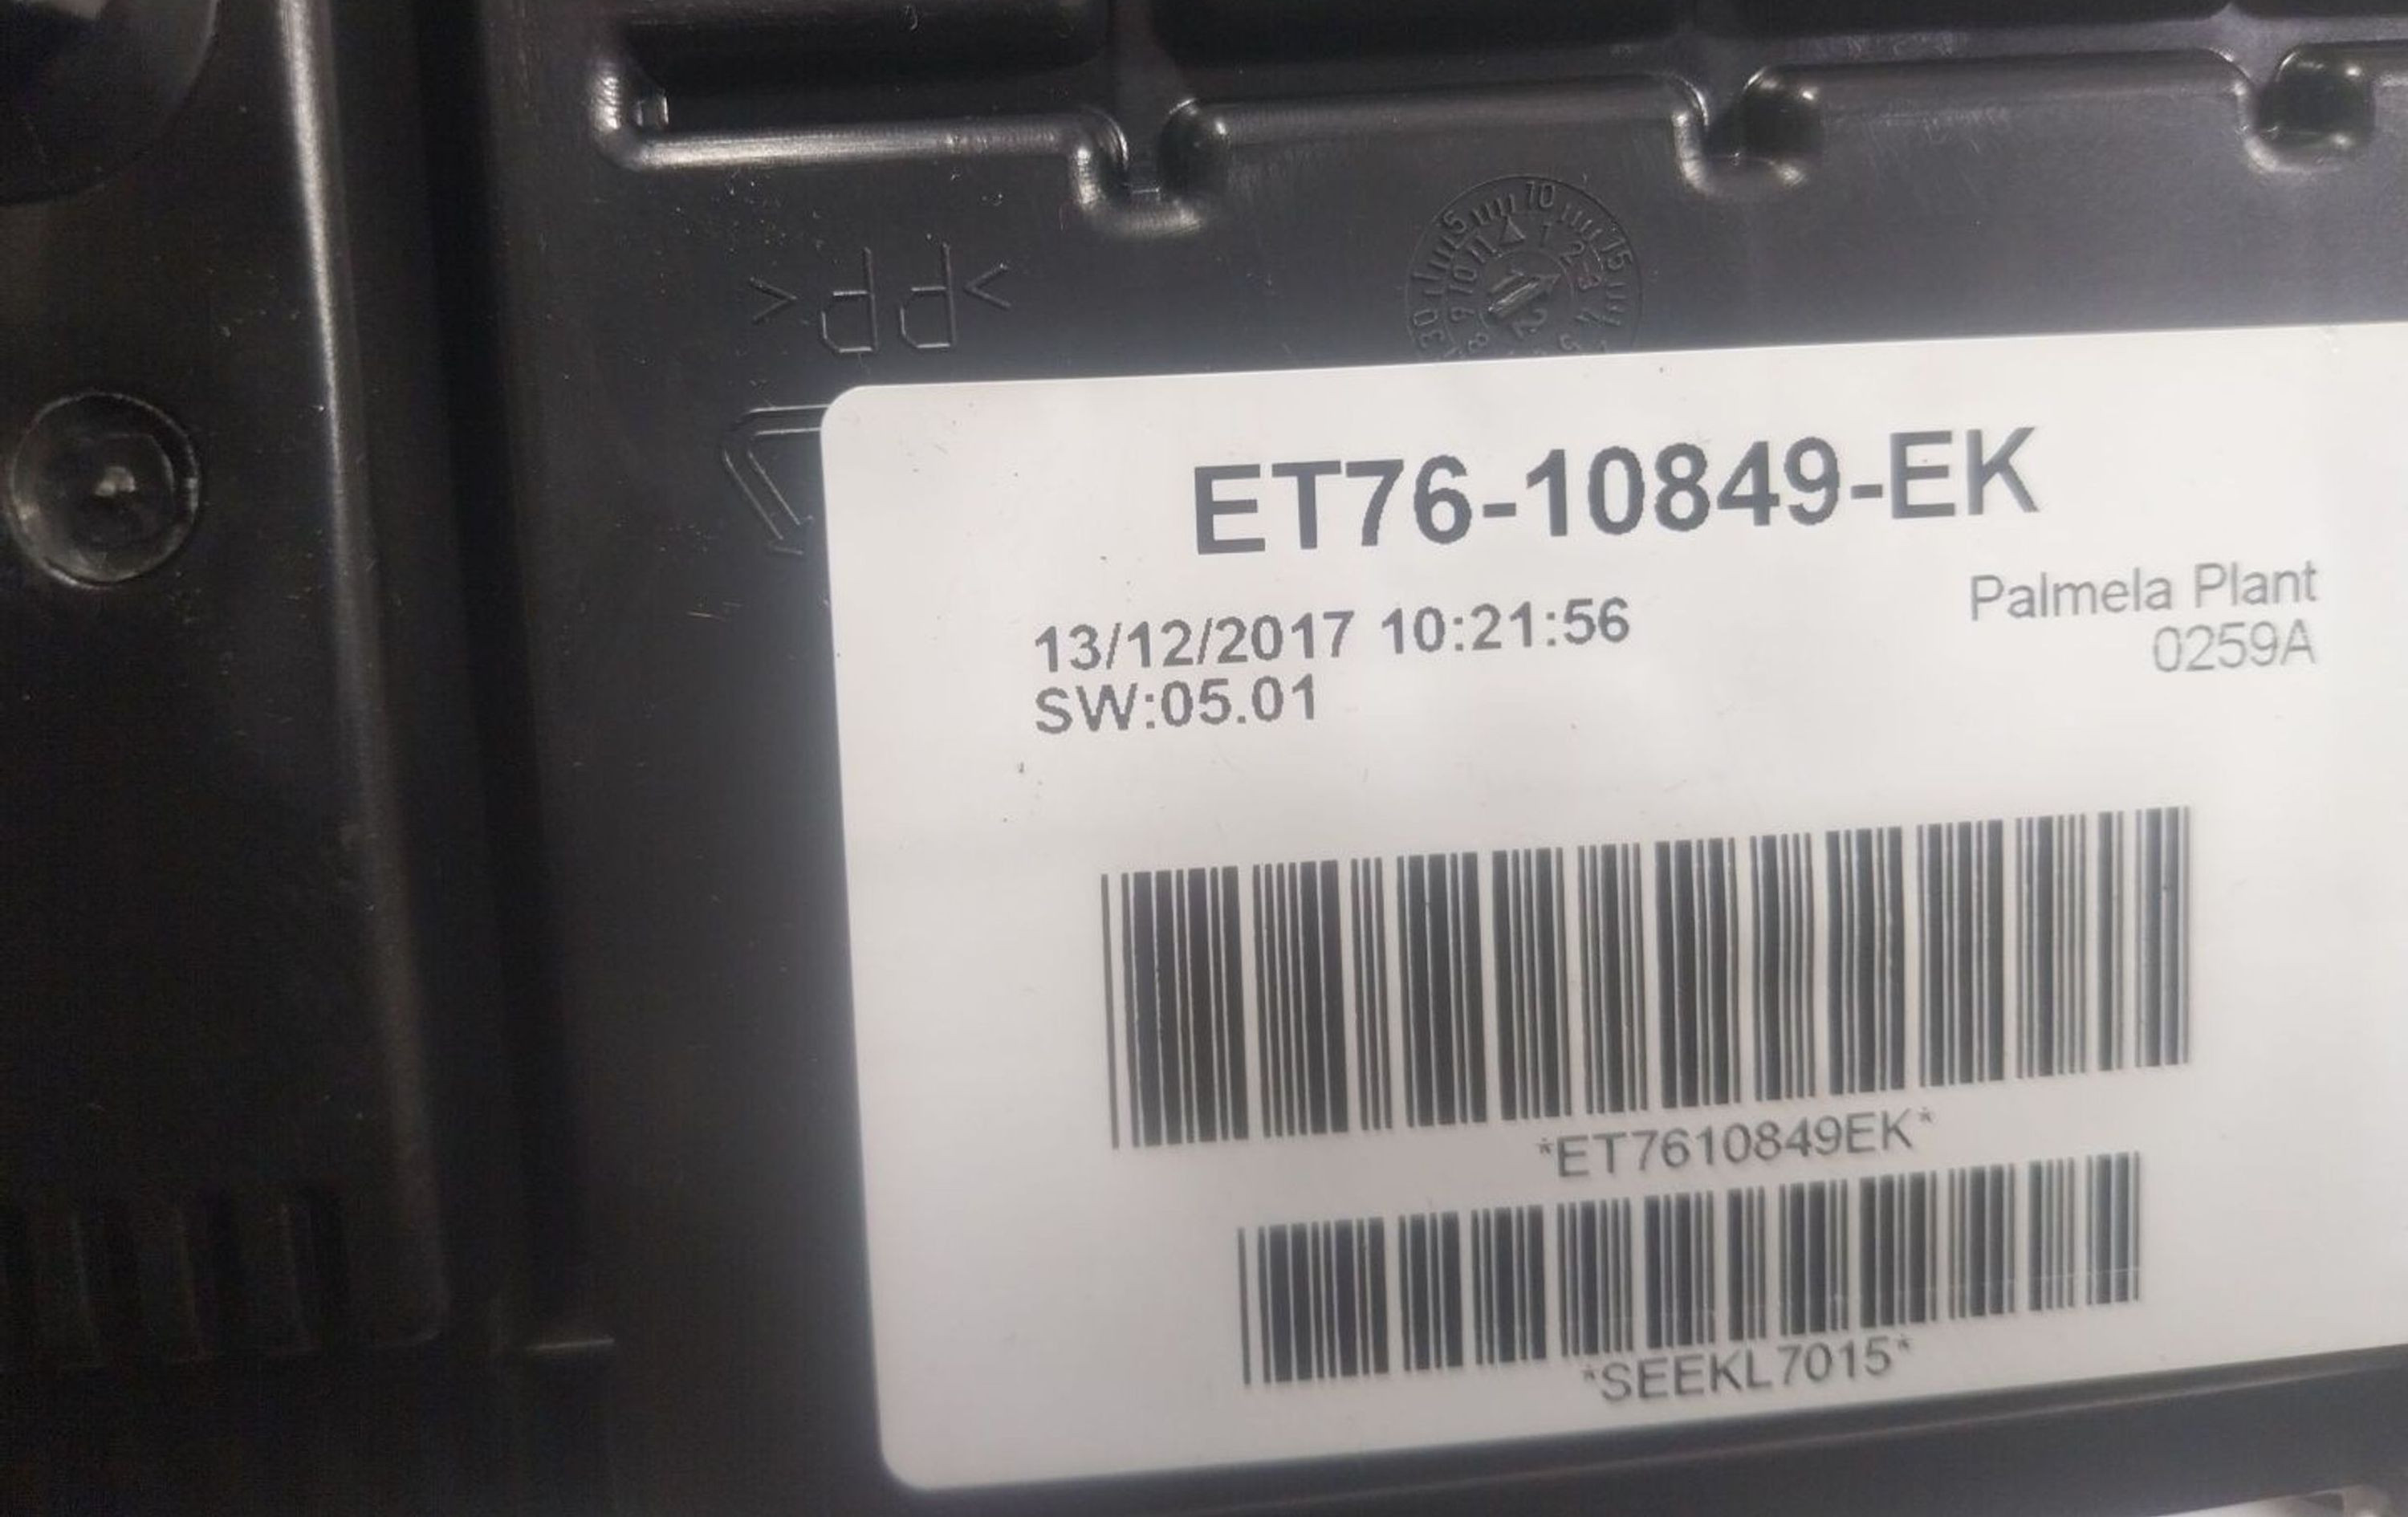 >PP<
ET76-10849-EK
13/12/2017 10:21:56
Palmela Plant
0259A
SW:05.01
*ET7610849EK*
*SEEKL7015*